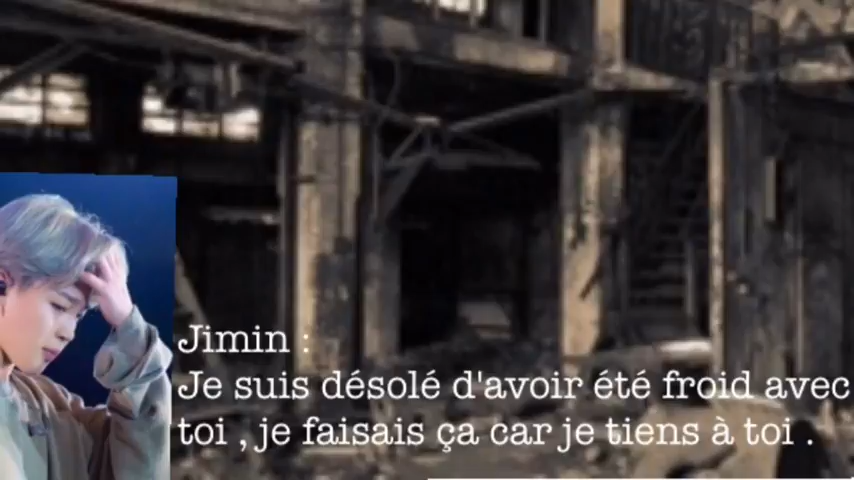 Jimin :
Je suis désolé d'avoir été froid avec
toi , je faisais ça car je tiens à toi .